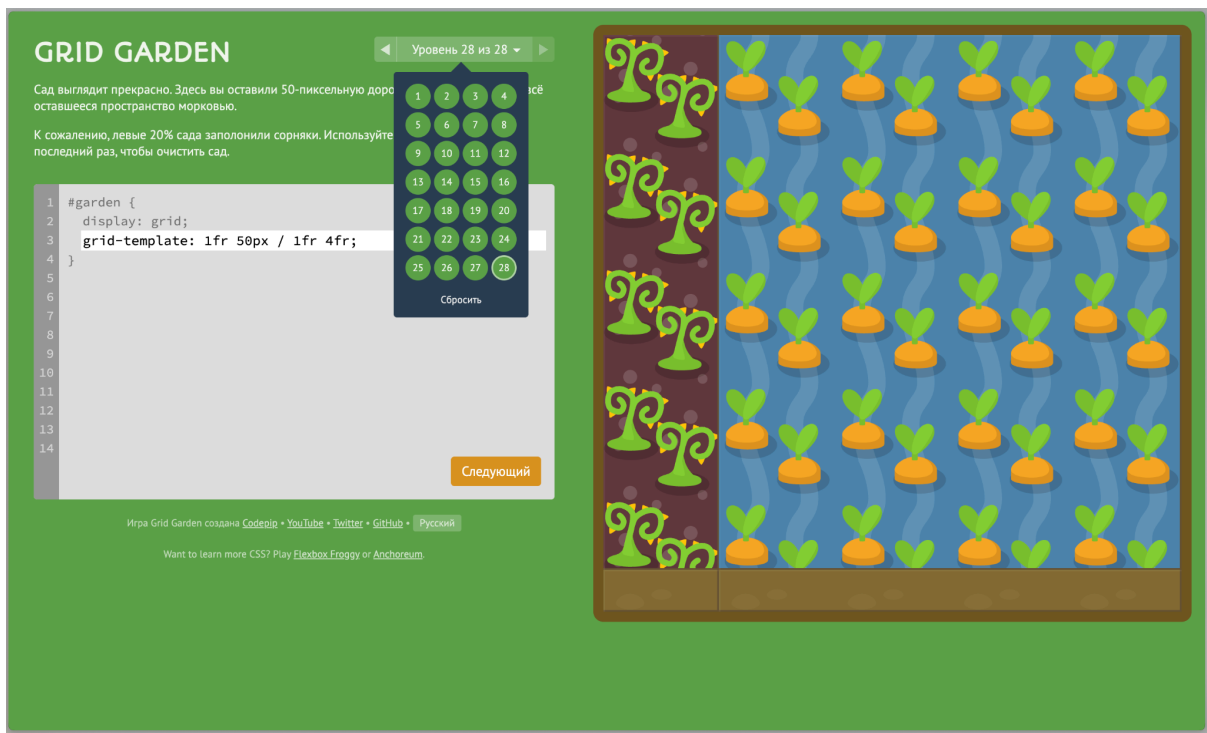 GRID GARDEN
Уровень 28 из 28
Сад выглядит прекрасно. Здесь вы оставили 50-пиксельную всё
оставшееся пространство морковью.
К сожалению, левые 20% сада заполонили сорняки. Используйте
последний раз, чтобы очистить сад.
1 2 3 4
5 6 7 8
9 10 11 12
13 14 15 16
17 18 19 20
21 22 23 24
25 26 27 28
Сбросить
1 #garden {
2 display: grid;
3 grid-template: 1fr 50px / 1fr 4fr;
4 }
5
6
7
8
9
10
11
12
13
14
Следующий
Игра Grid Garden создана Codepip • YouTube • Twitter • GitHub • Русский
Want to learn more CSS? Play Flexbox Froggy or Anchoreum.